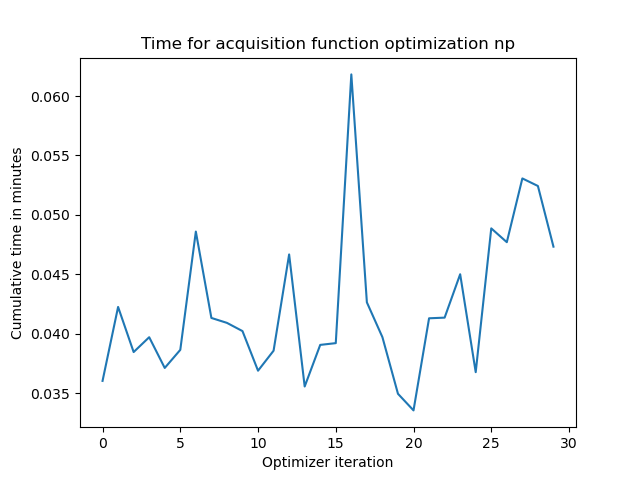 Time for acquisition function optimization np
0.060
0.055
0.050
0.045
0.040
0.035
Cumulative time in minutes
0 5 10 15 20 25 30
Optimizer iteration